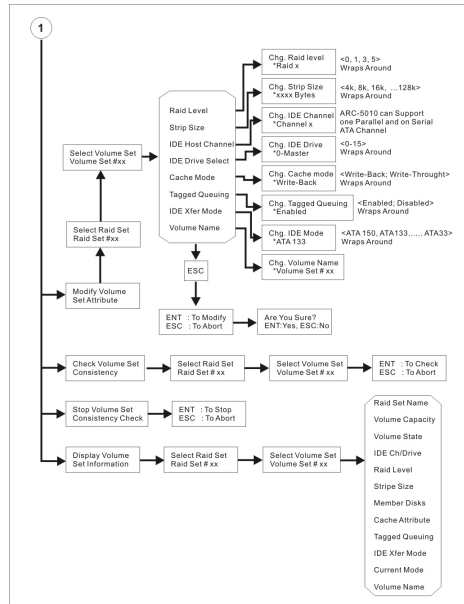 1
Chg. Raid level
*Raid x
<0, 1, 3, 5>
Wraps Around
Chg. Strip Size
*xxxx Bytes
<4k, 8k, 16k, ...128k>
Wraps Around
Chg. IDE Channel
*Channel x
ARC-5010 can Support
one Parallel and on Serial
ATA Channel
Chg. IDE Drive
*0-Master
<0-15>
Wraps Around
Chg. Cache mode
*Write-Back
<Write-Back; Write-Throught>
Wraps Around
Chg. Tagged Queuing
*Enabled
<Enabled; Disabled>
Wraps Around
Chg. IDE Mode
*ATA 133
<ATA 150, ATA133...... ATA33>
Wraps Around
Chg. Volume Name
*Volume Set # xx
Raid Level
Strip Size
IDE Host Channel
IDE Drive Select
Cache Mode
Tagged Queuing
IDE Xfer Mode
Volume Name
Select Volume Set
Volume Set #xx
Select Raid Set
Raid Set #xx
Modify Volume
Set Attribute
ESC
ENT : To Modify
ESC : To Abort
Are You Sure?
ENT:Yes, ESC:No
Check Volume Set
Consistency
Select Raid Set
Raid Set # xx
Select Volume Set
Volume Set # xx
ENT : To Check
ESC : To Abort
Stop Volume Set
Consistency Check
ENT : To Stop
ESC : To Abort
Display Volume
Set Information
Select Raid Set
Raid Set # xx
Select Volume Set
Volume Set # xx
Raid Set Name
Volume Capacity
Volume State
IDE Ch/Drive
Raid Level
Stripe Size
Member Disks
Cache Attribute
Tagged Queuing
IDE Xfer Mode
Current Mode
Volume Name